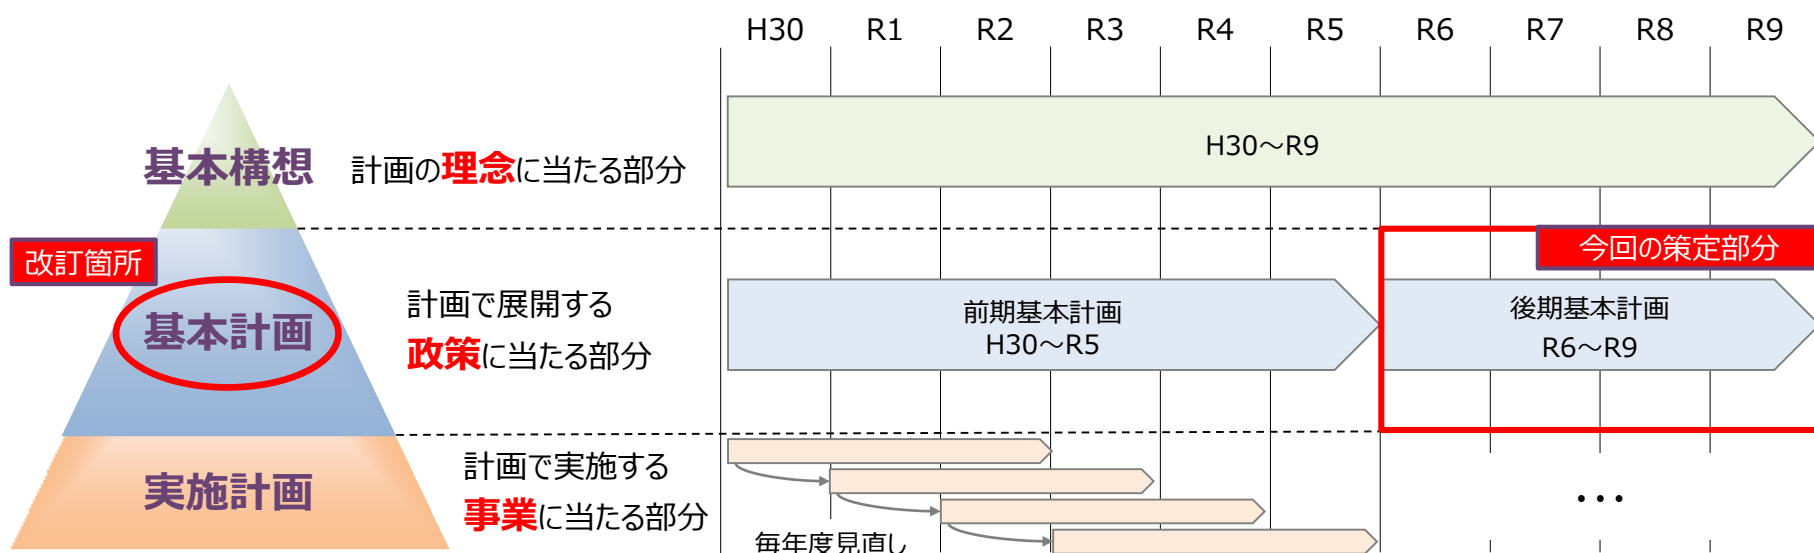 H30 R1 R2 R3 R4 R5 R6 R7 R8 R9
基本構想
計画の理念に当たる部分
H30～R9
改訂箇所
今回の策定部分
基本計画
計画で展開する
政策に当たる部分
前期基本計画
H30～R5
後期基本計画
R6～R9
実施計画
計画で実施する
事業に当たる部分
毎年度見直し
･･･